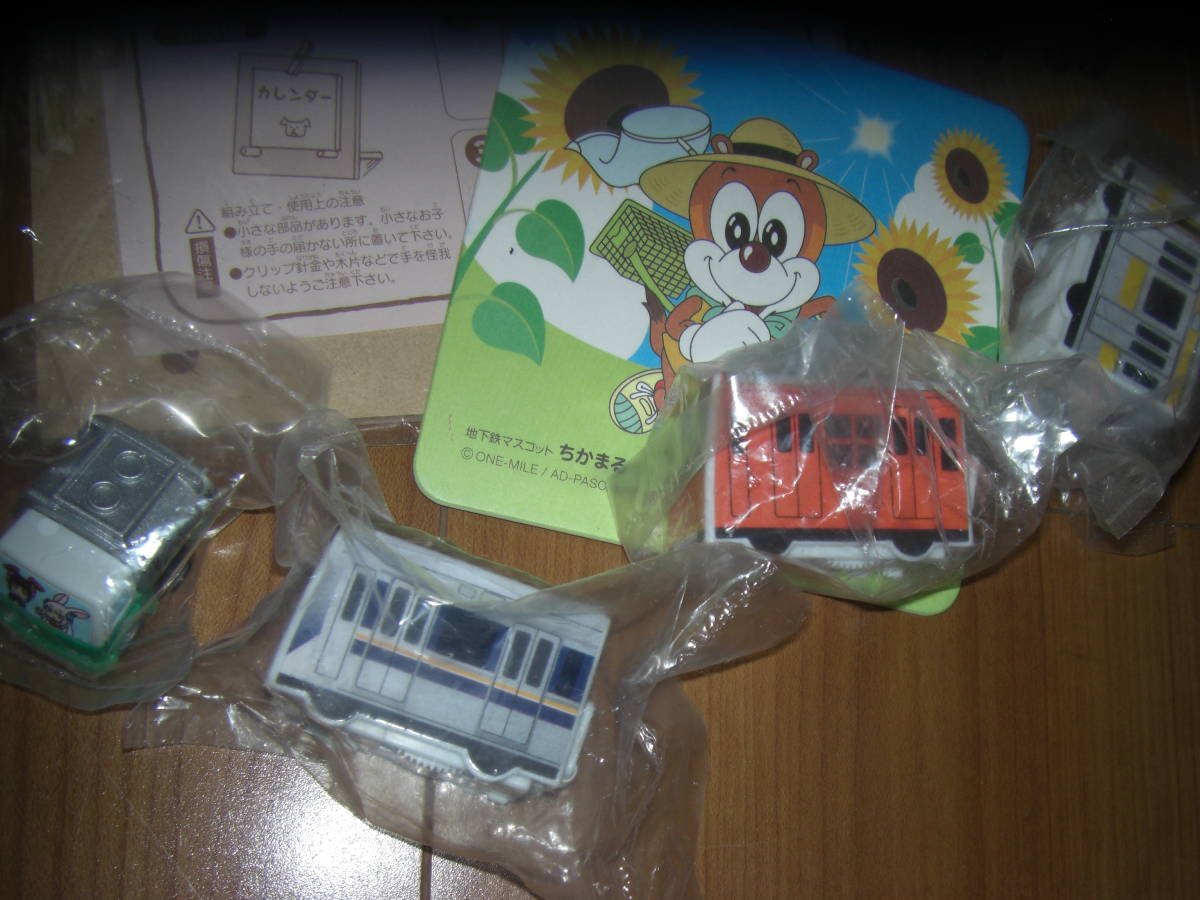 カレンダー
組み立て・使用上の注意
●小さな部品があります。小さなお子
様の手の届かない所に置いて下さい。
損傷注
●クリップ針金や木片などで手を怪我
しないようご注意下さい。
地下鉄マスコット ちかまる
©ONE-MILE / AD-PASC